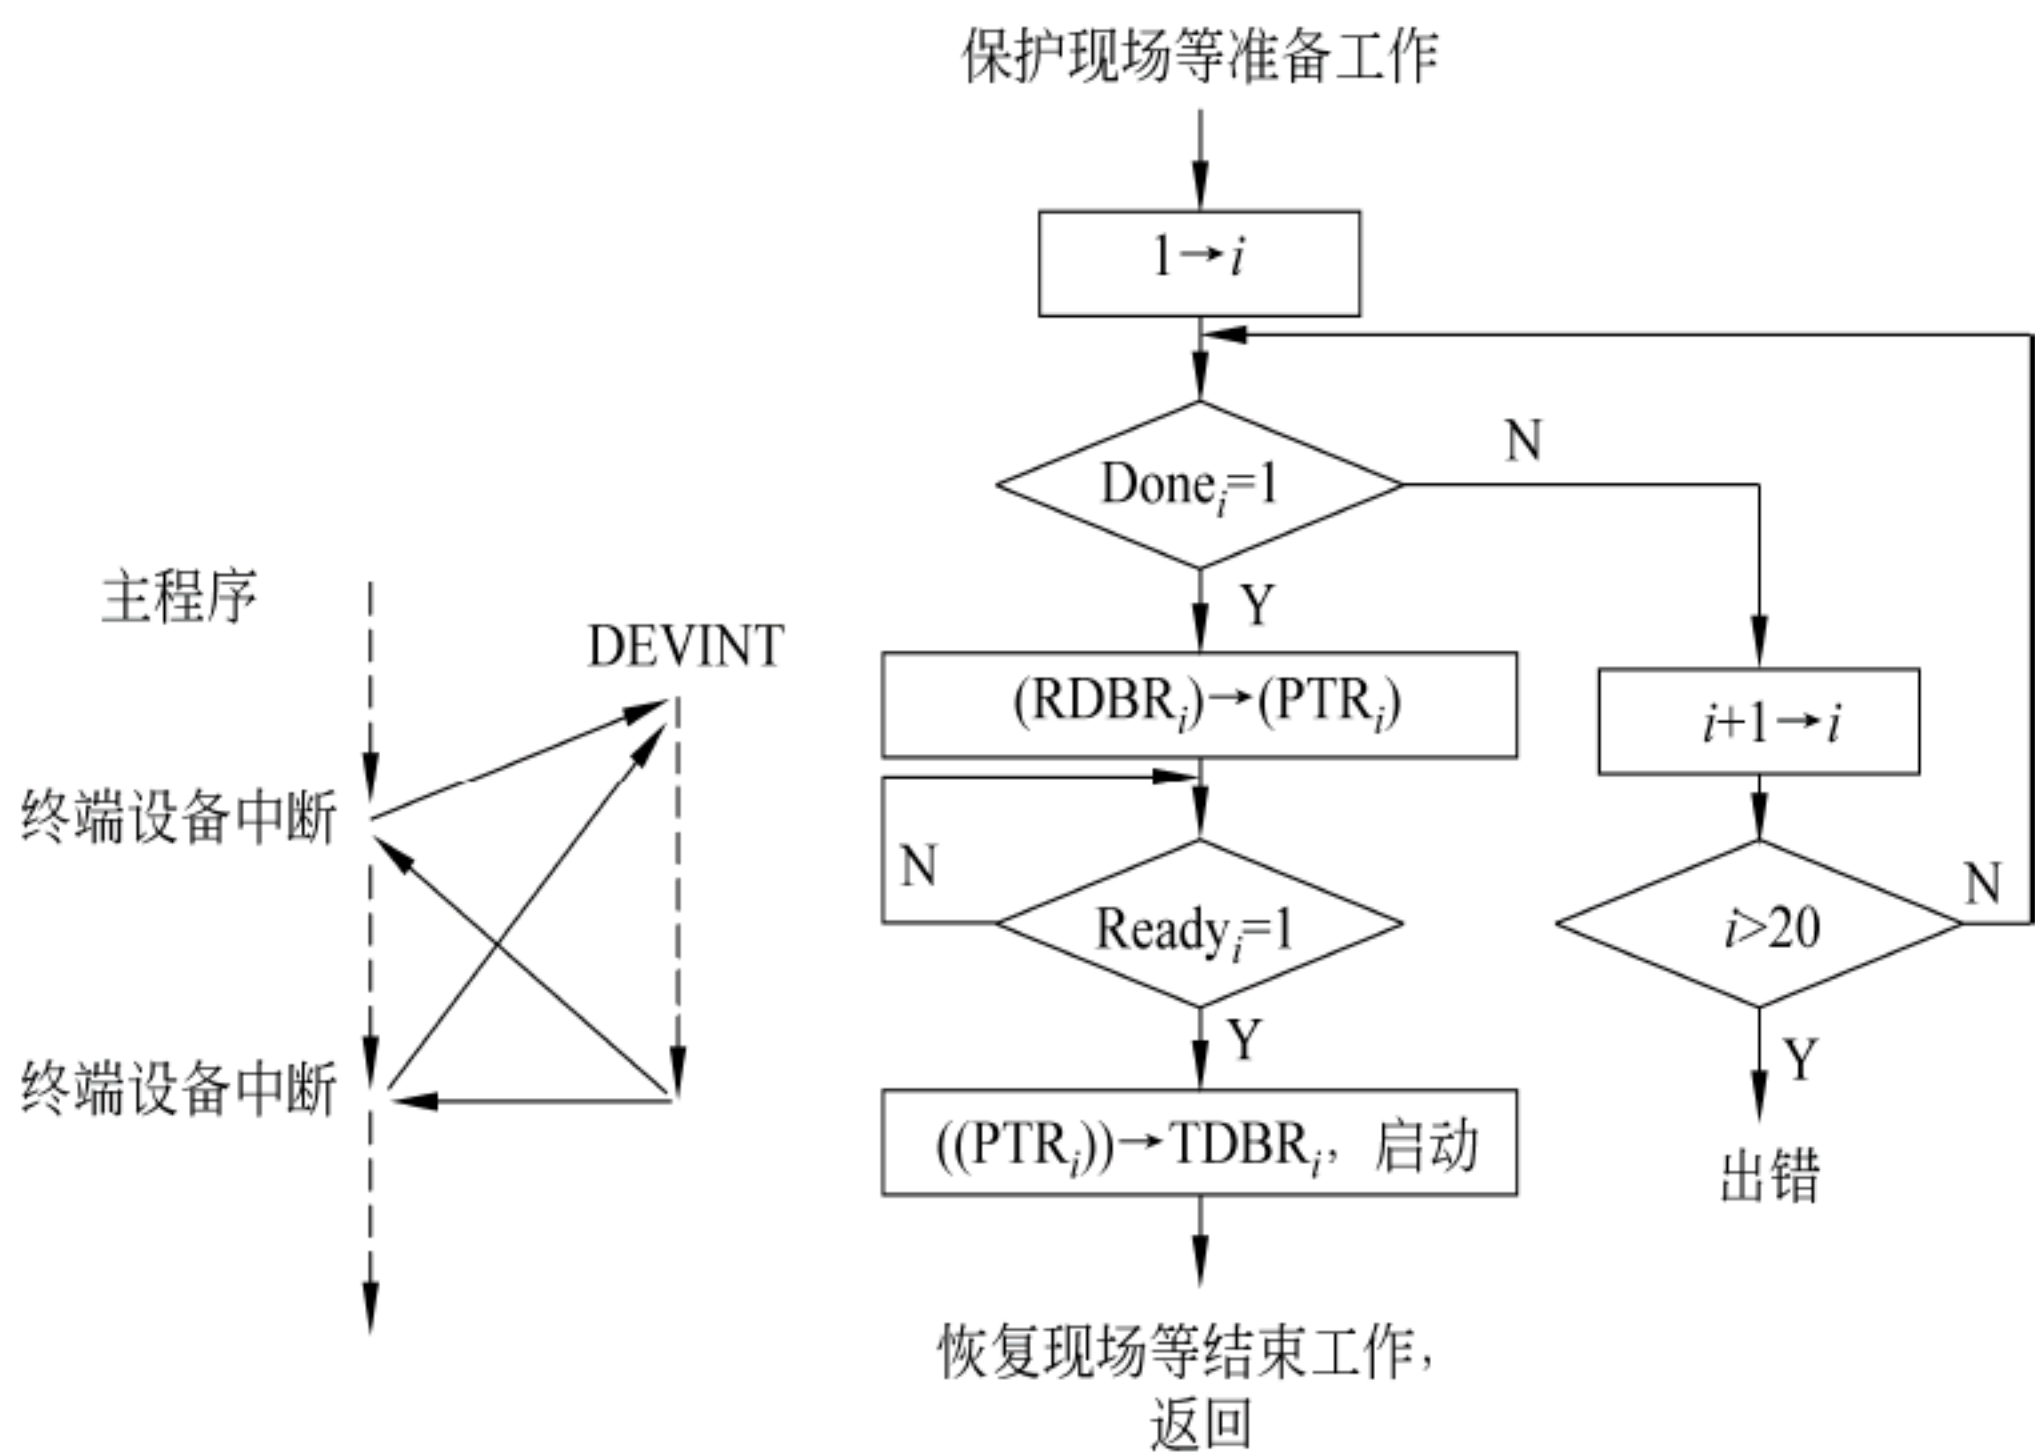 保护现场等准备工作
1→i
Doneᵢ=1
N
Y
(RDBRᵢ)→(PTRᵢ)
i+1→i
N
Readyᵢ=1
Y
i>20
N
Y
((PTRᵢ))→TDBRᵢ, 启动
出错
恢复现场等结束工作,
返回
主程序
DEVINT
终端设备中断
终端设备中断